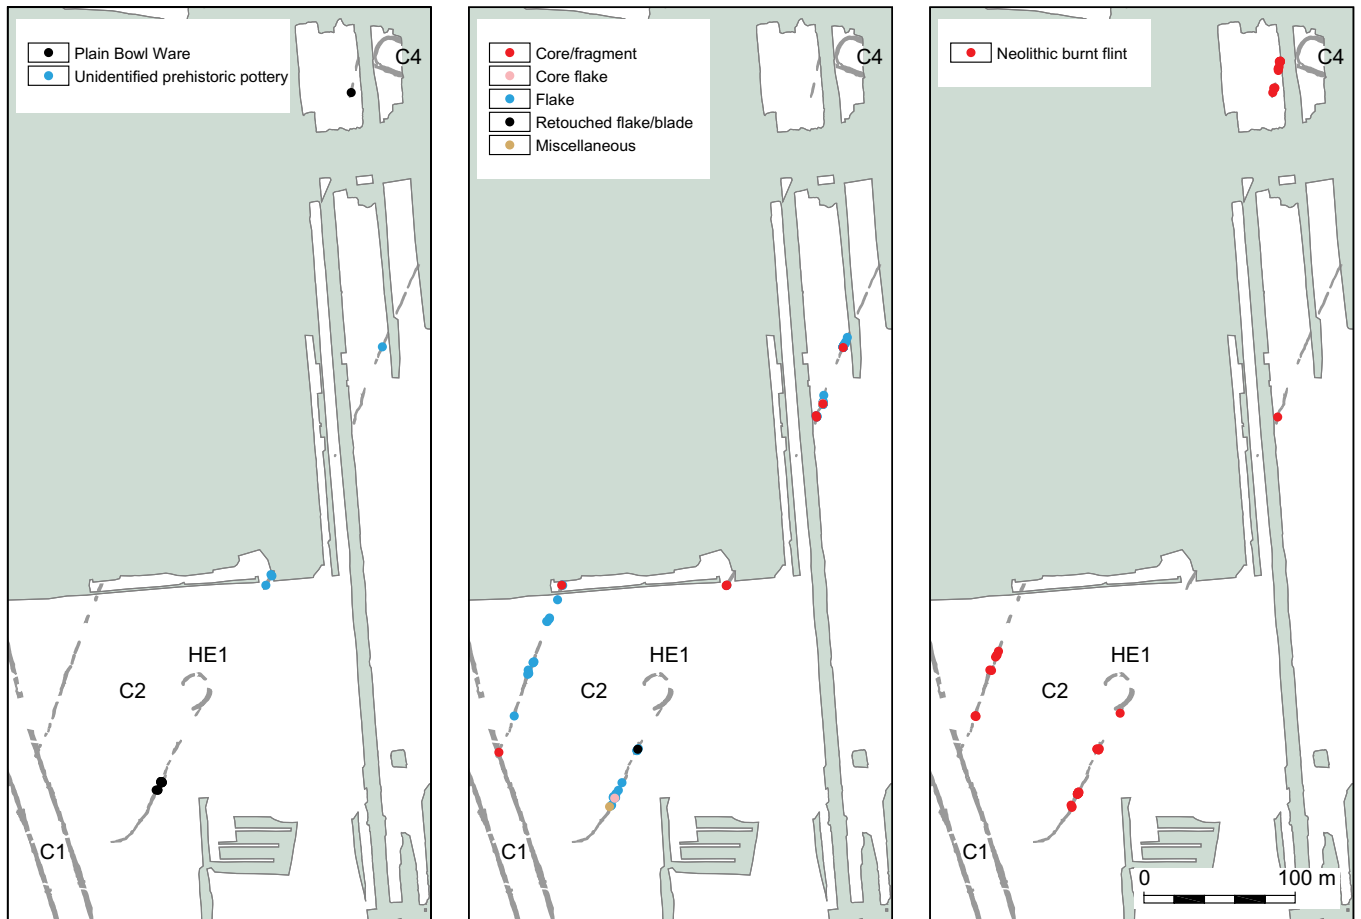 Plain Bowl Ware
Unidentified prehistoric pottery
C4
HE1
C2
C1
Core/fragment
Core flake
Flake
Retouched flake/blade
Miscellaneous
C4
HE1
C2
C1
Neolithic burnt flint
C4
HE1
C2
C1
0 100 m